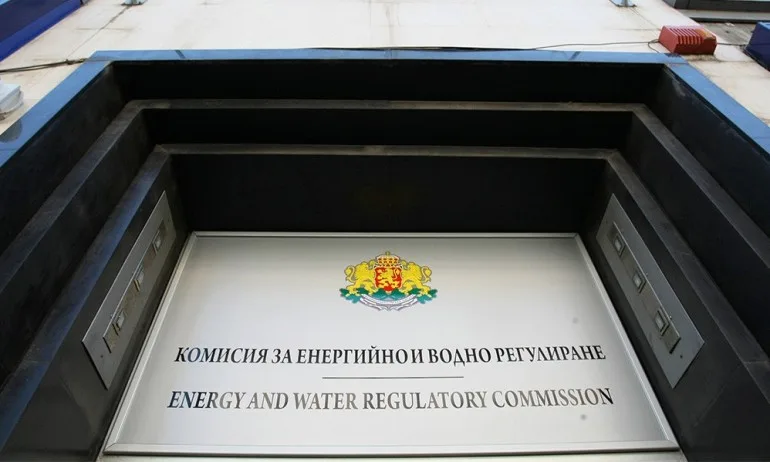 КОМИСИЯ ЗА ЕНЕРГИЙНО И ВОДНО РЕГУЛИРАНЕ
ENERGY AND WATER REGULATORY COMMISSION